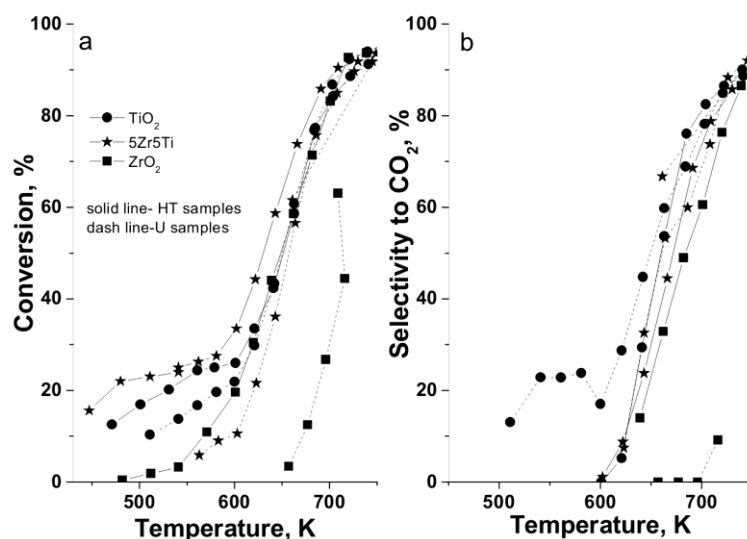 a
b
100
80
60
40
20
0
Conversion, %
TiO₂
5Zr5Ti
ZrO₂
solid line- HT samples
dash line-U samples
500
600
700
Temperature, K
100
80
60
40
20
0
Selectivity to CO₂, %
500
600
700
Temperature, K